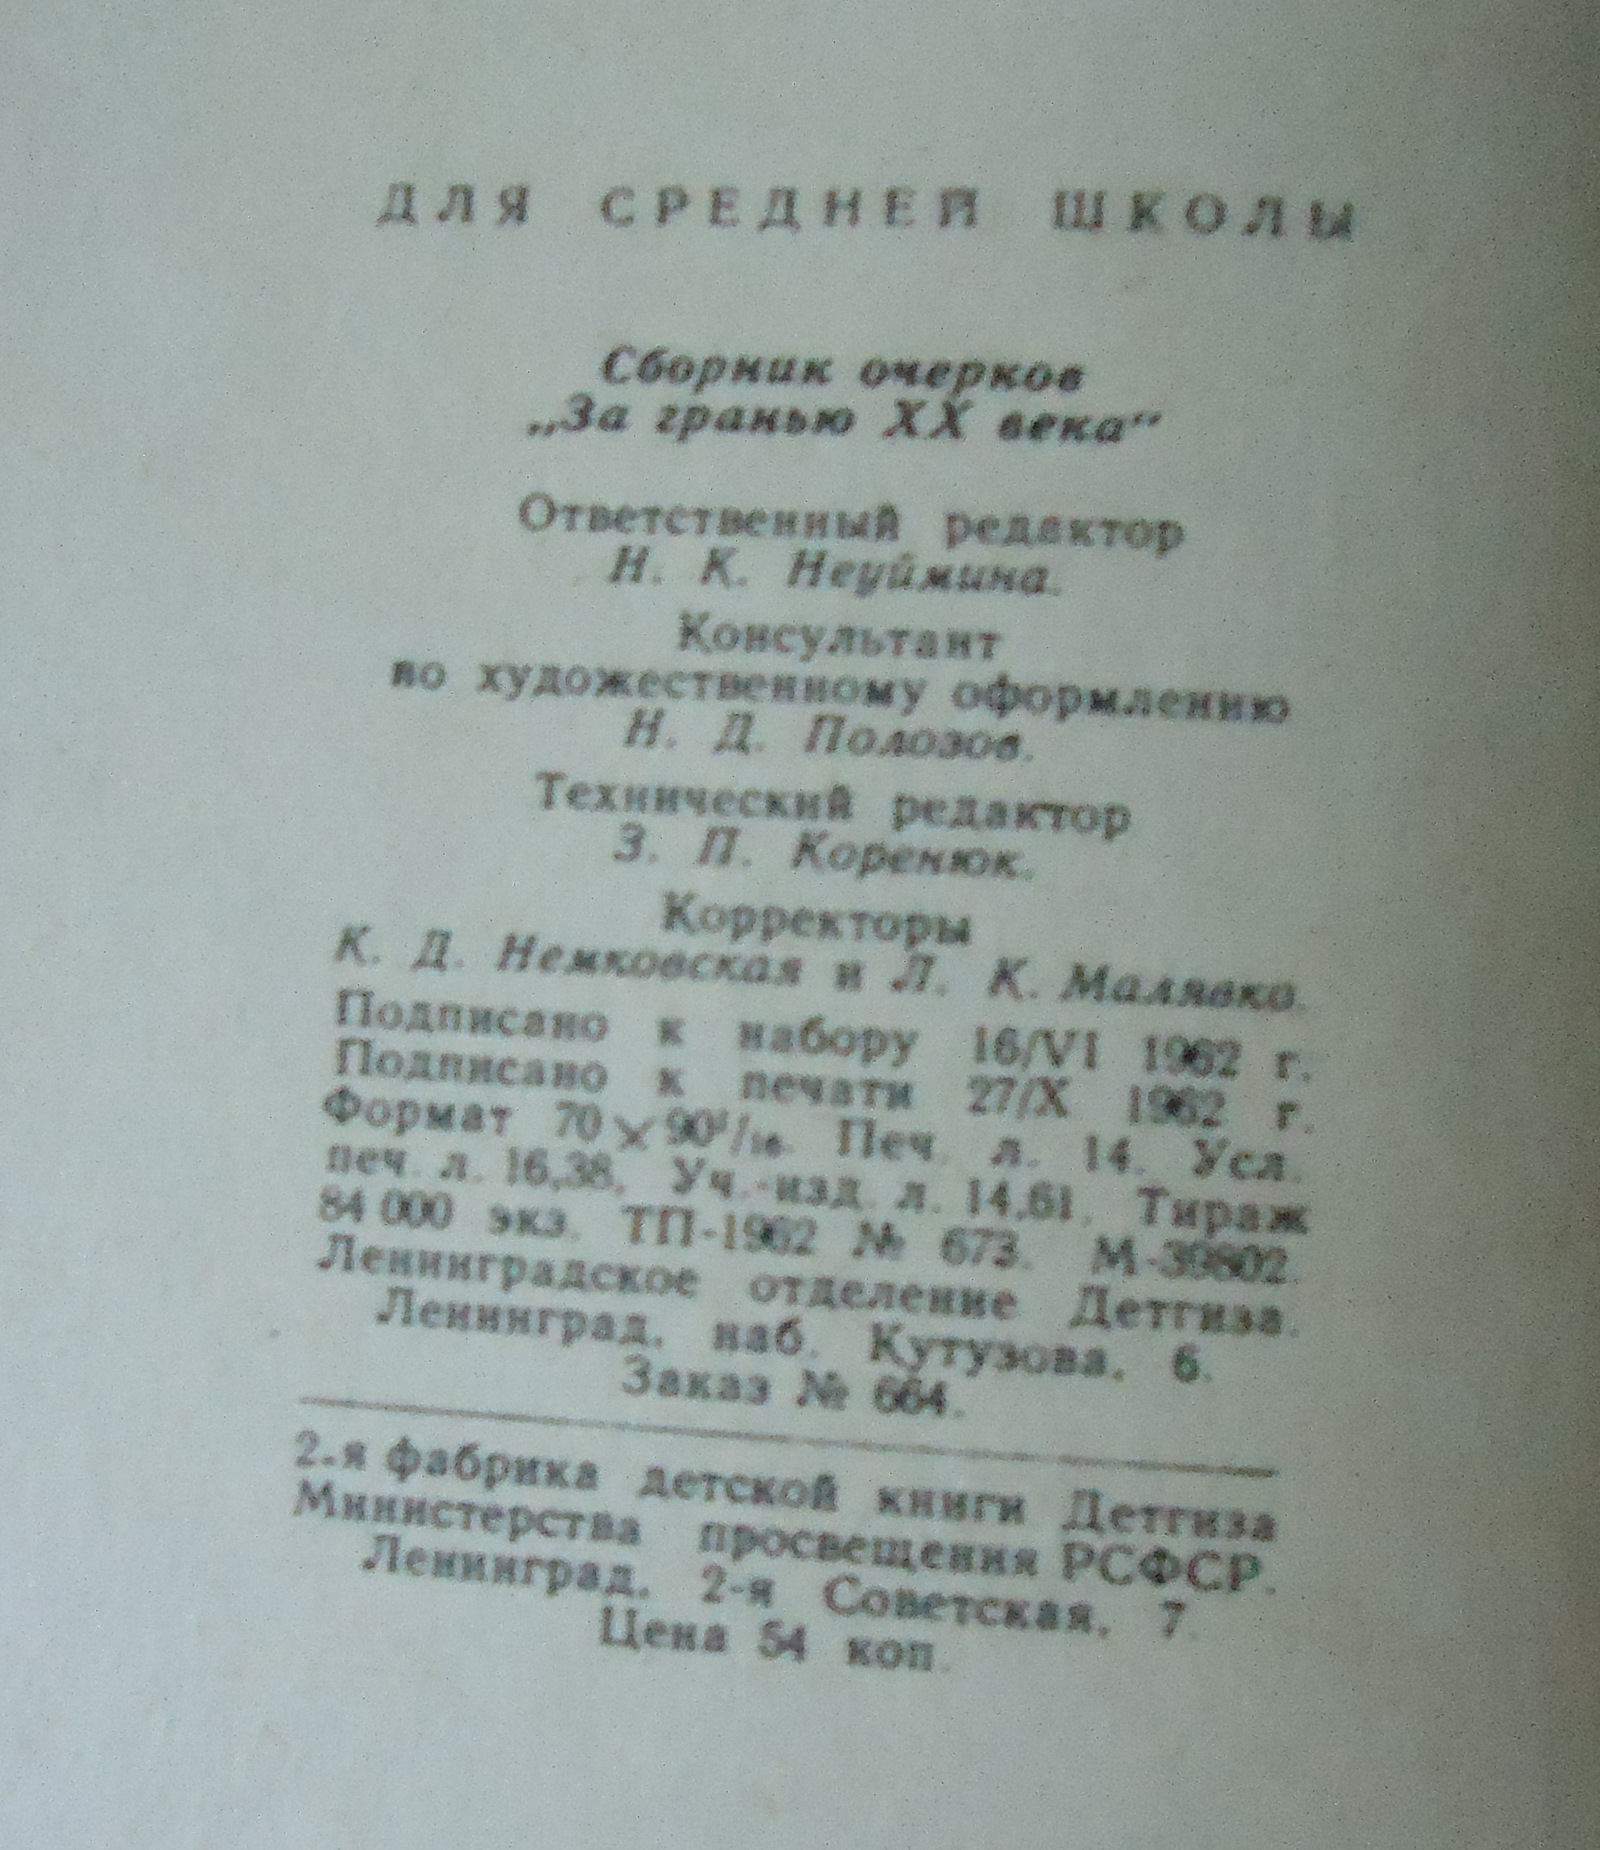 ДЛЯ СРЕДНЕЙ ШКОЛЫ
Сборник очерков
„За гранью XX века“
Ответственный редактор
Н. К. Неуймина.
Консультант
по художественному оформлению
Н. Д. Полозов.
Технический редактор
З. П. Коренюк.
Корректоры
К. Д. Немковская и Л. К. Малявко.
Подписано к набору 16/VI 1962 г.
Подписано к печати 27/X 1962 г.
Формат 70 × 90¹/₁₆. Печ. л. 14. Усл.
печ. л. 16,38. Уч.-изд. л. 14,61. Тираж
84 000 экз. ТП-1962 № 673. М-39802.
Ленинградское отделение Детгиза.
Ленинград, наб. Кутузова, 6.
Заказ № 664.
2-я фабрика детской книги Детгиза
Министерства просвещения РСФСР.
Ленинград, 2-я Советская, 7.
Цена 54 коп.